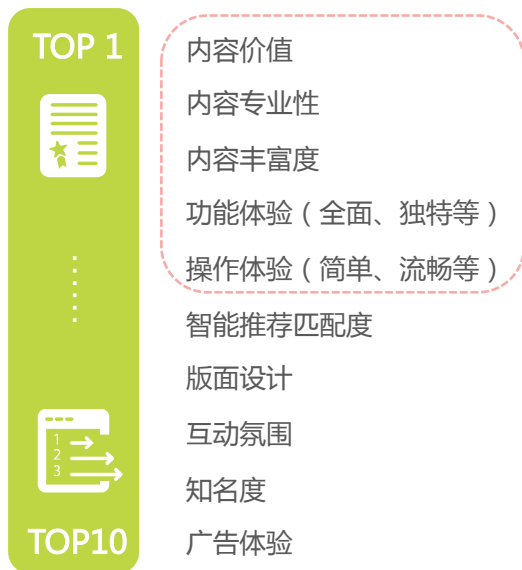 TOP 1
内容价值
内容专业性
内容丰富度
功能体验（全面、独特等）
操作体验（简单、流畅等）
智能推荐匹配度
版面设计
1
2
3
互动氛围
知名度
TOP10
广告体验